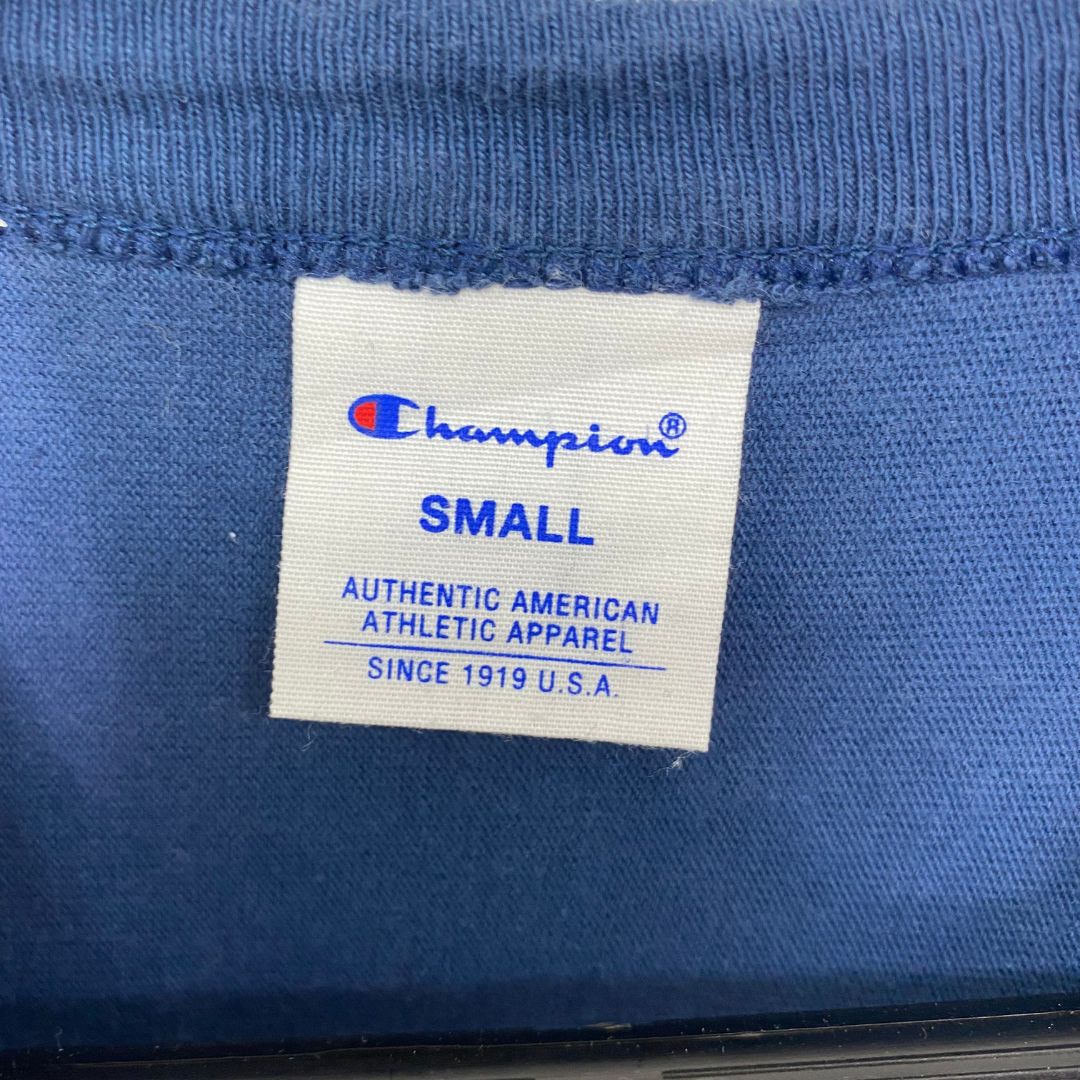 Champion®
SMALL
AUTHENTIC AMERICAN
ATHLETIC APPAREL
SINCE 1919 U.S.A.